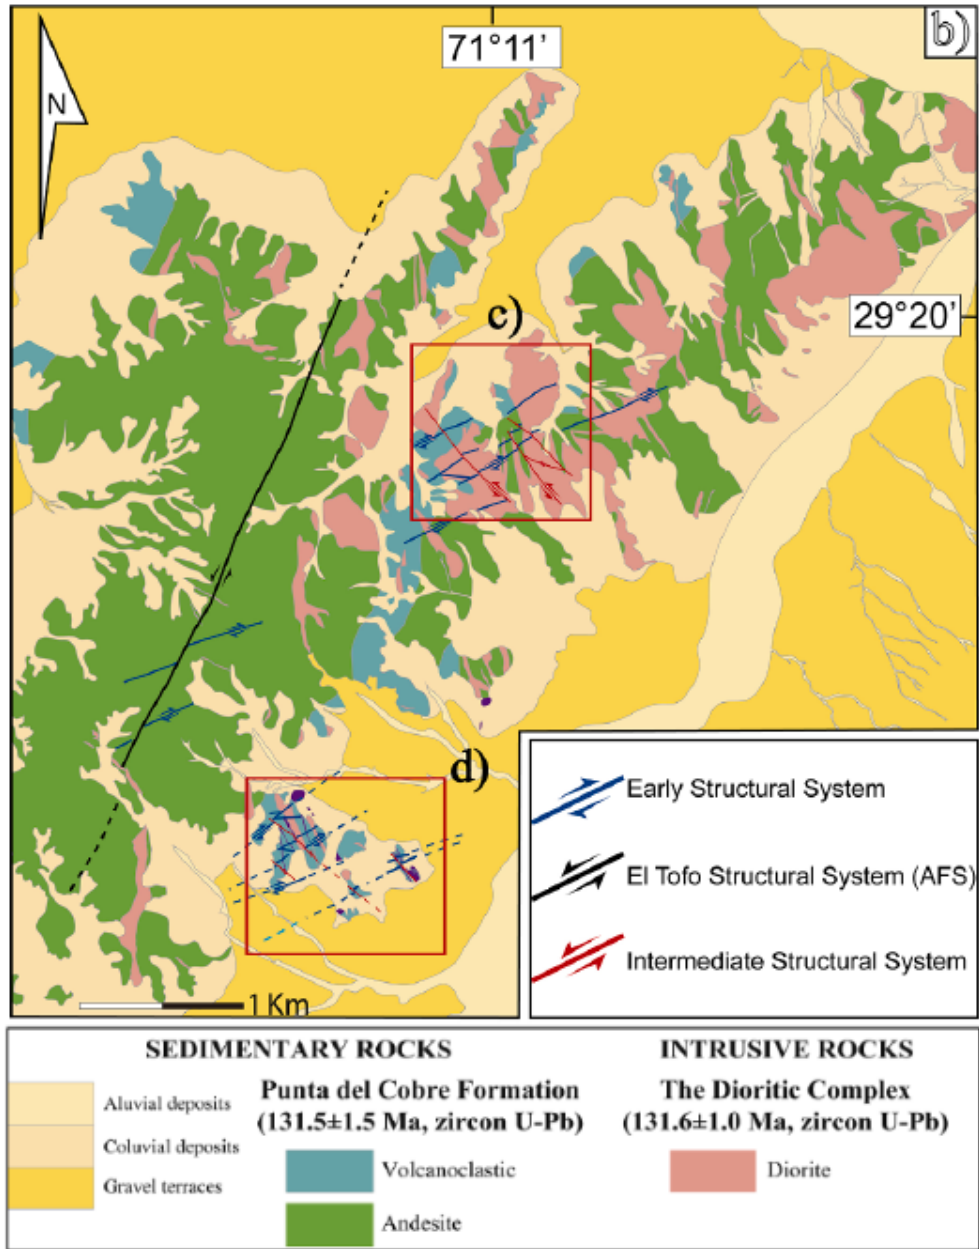 b)
71°11’
N
29°20’
c)
d)
1 Km
Early Structural System
El Tofo Structural System (AFS)
Intermediate Structural System
SEDIMENTARY ROCKS
Aluvial deposits
Coluvial deposits
Gravel terraces
Punta del Cobre Formation
(131.5±1.5 Ma, zircon U-Pb)
Volcanoclastic
Andesite
INTRUSIVE ROCKS
The Dioritic Complex
(131.6±1.0 Ma, zircon U-Pb)
Diorite